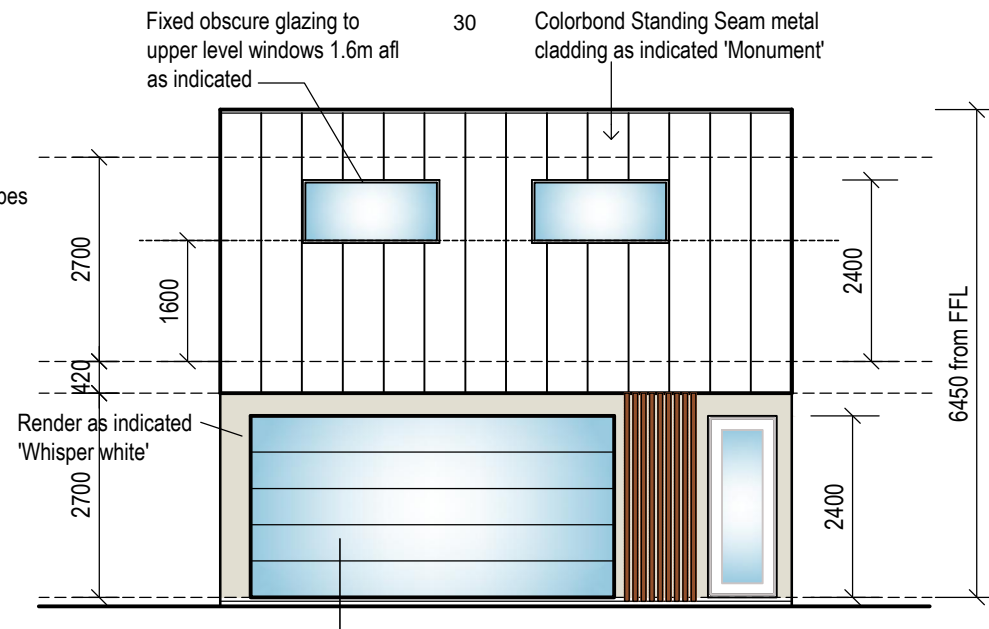 Fixed obscure glazing to
upper level windows 1.6m afl
as indicated
30
Colorbond Standing Seam metal
cladding as indicated 'Monument'
2700
1600
2400
420
6450 from FFL
Render as indicated
'Whisper white'
2700
2400